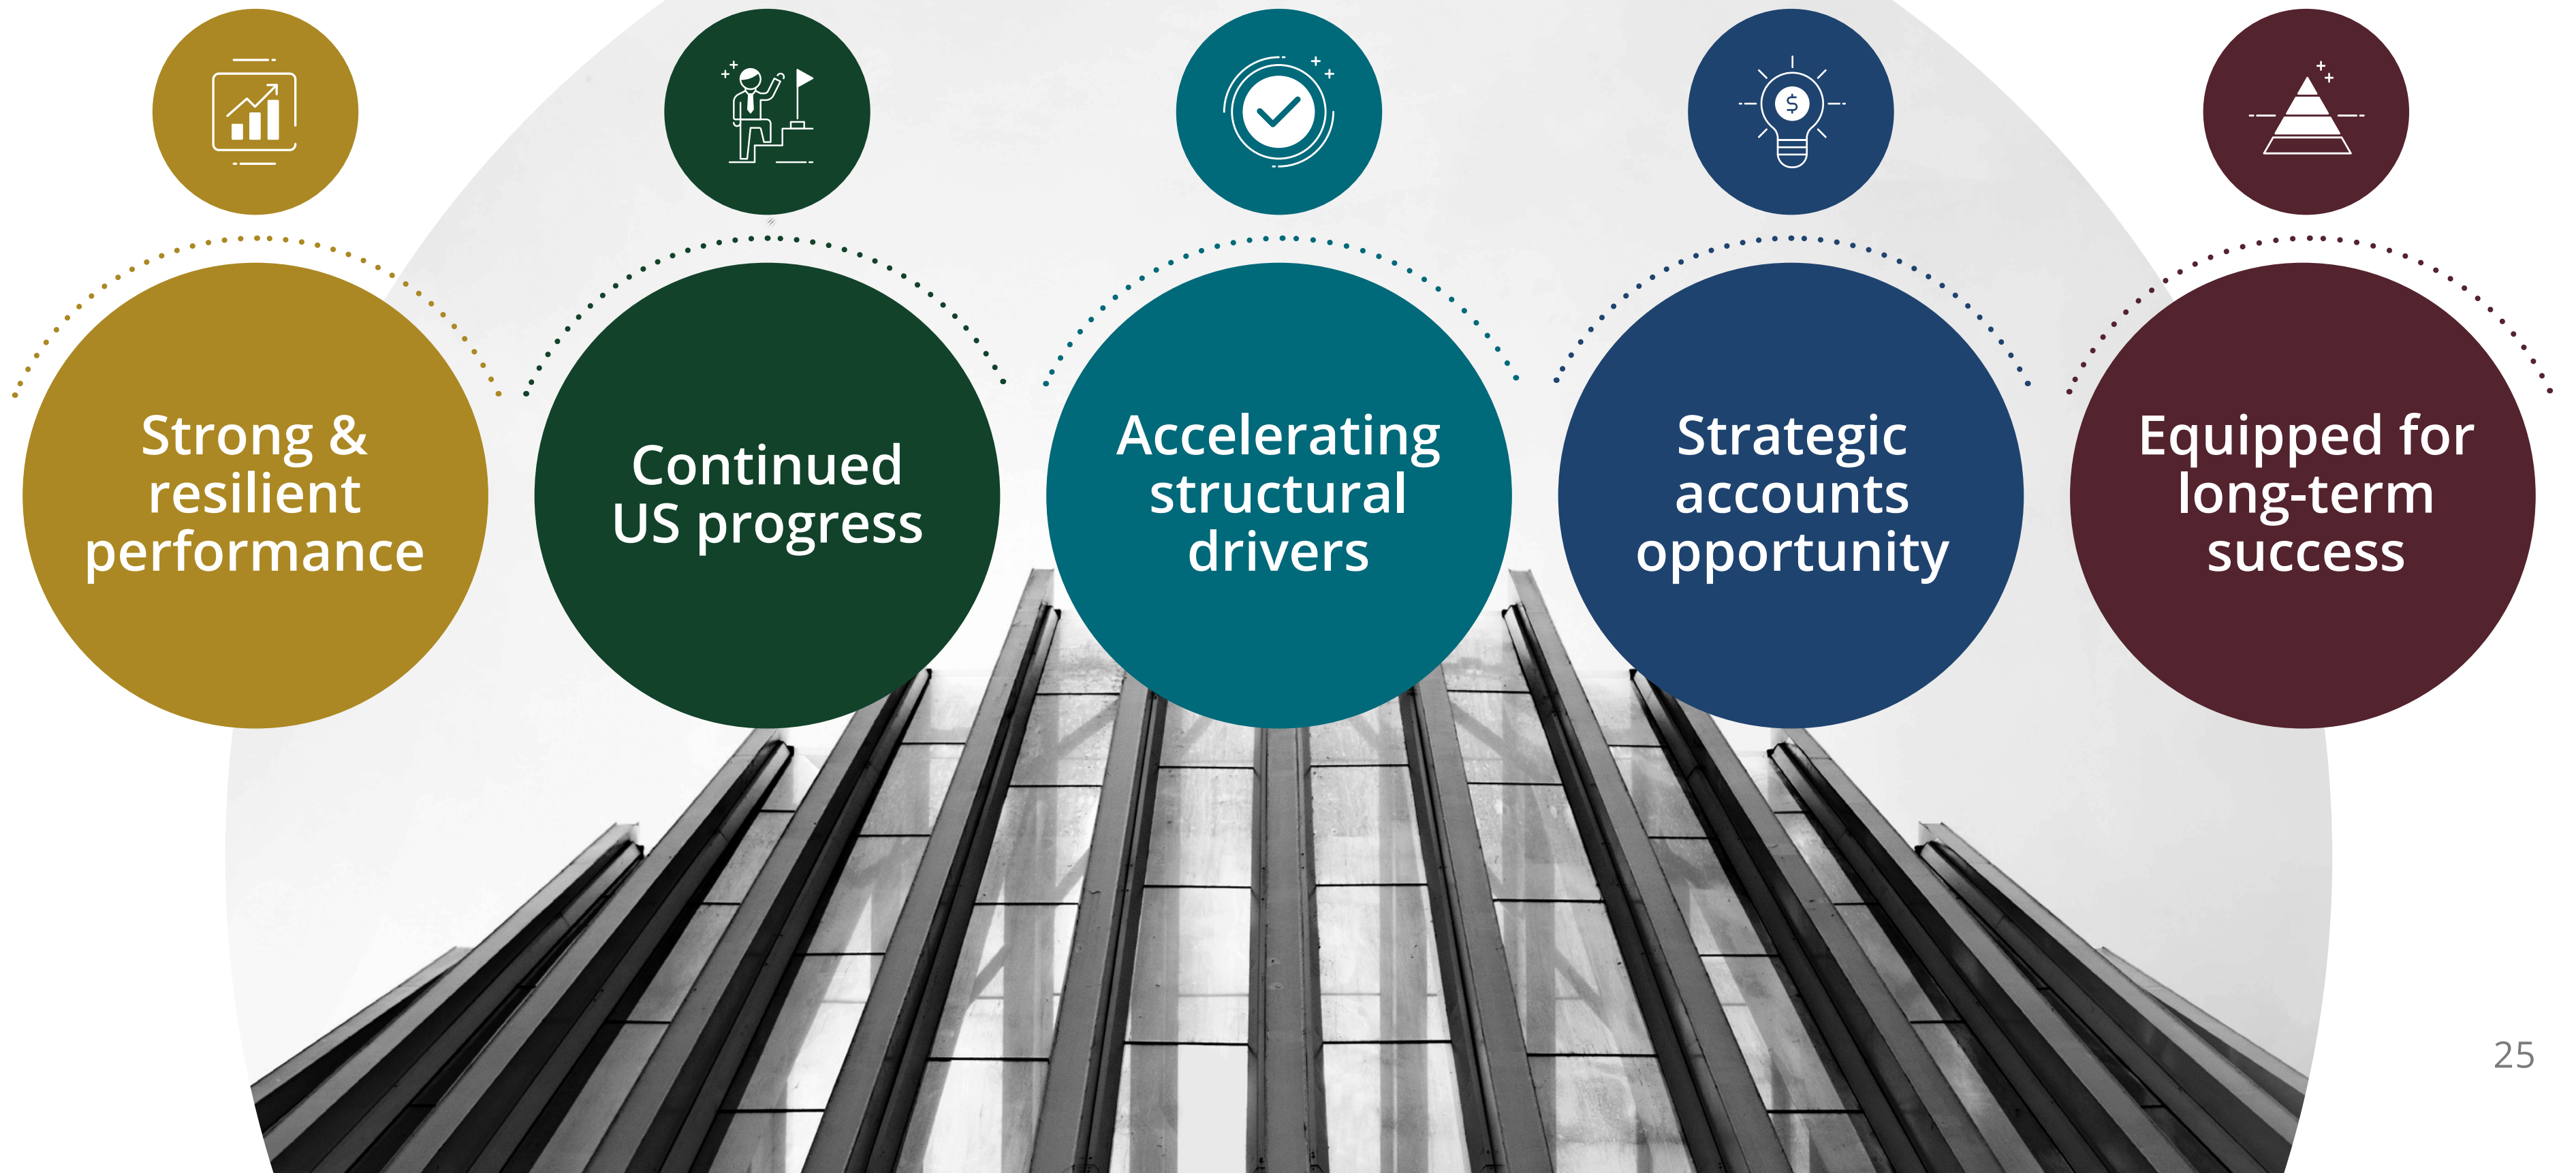 Strong &
resilient
performance
Continued
US progress
Accelerating
structural
drivers
Strategic
accounts
opportunity
Equipped for
long-term
success
$
25